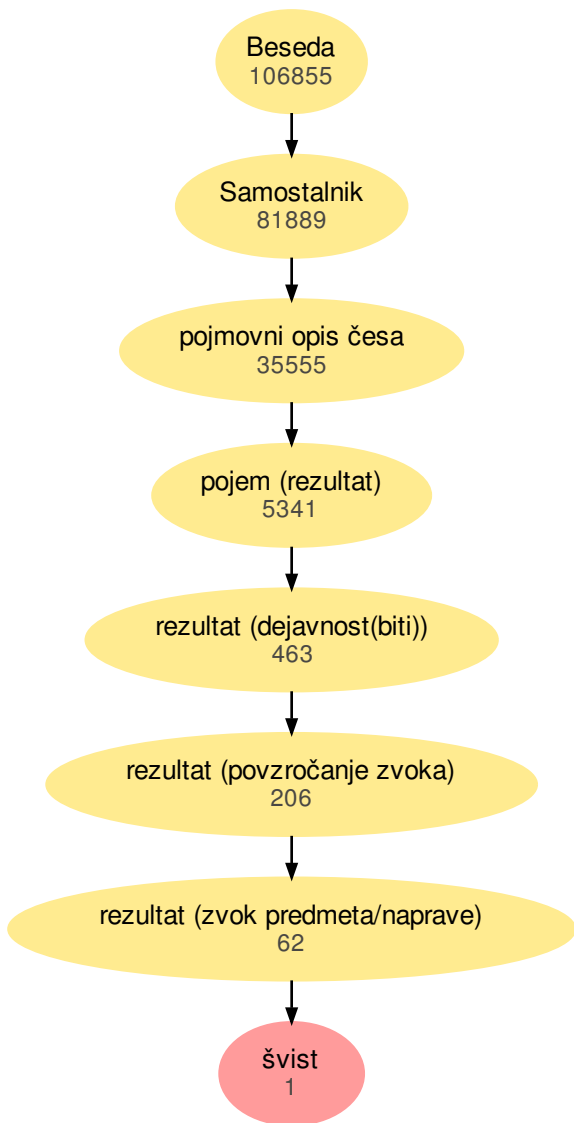 Beseda
106855
Samostalnik
81889
pojmovni opis česa
35555
pojem (rezultat)
5341
rezultat (dejavnost(biti))
463
rezultat (povzročanje zvoka)
206
rezultat (zvok predmeta/naprave)
62
švist
1